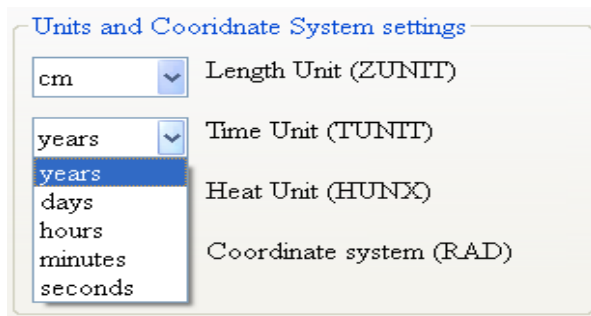 Units and Cooridnate System settings
cm Length Unit (ZUNIT)
years Time Unit (TUNIT)
years
days Heat Unit (HUNX)
hours
minutes Coordinate system (RAD)
seconds